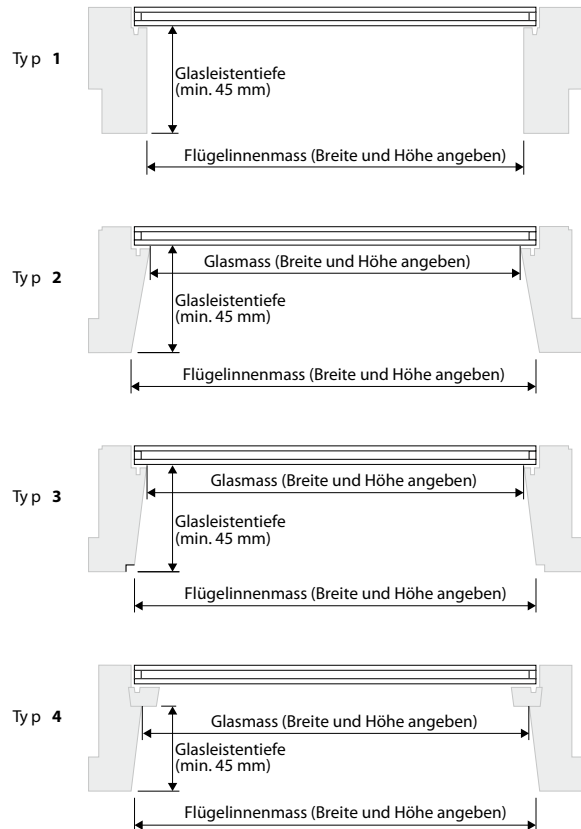 Typ 1
Glasleistentiefe
(min. 45 mm)
Flügelinnenmass (Breite und Höhe angeben)
Glasmass (Breite und Höhe angeben)
Typ 2
Glasleistentiefe
(min. 45 mm)
Flügelinnenmass (Breite und Höhe angeben)
Glasmass (Breite und Höhe angeben)
Typ 3
Glasleistentiefe
(min. 45 mm)
Flügelinnenmass (Breite und Höhe angeben)
Typ 4
Glasmass (Breite und Höhe angeben)
Glasleistentiefe
(min. 45 mm)
Flügelinnenmass (Breite und Höhe angeben)